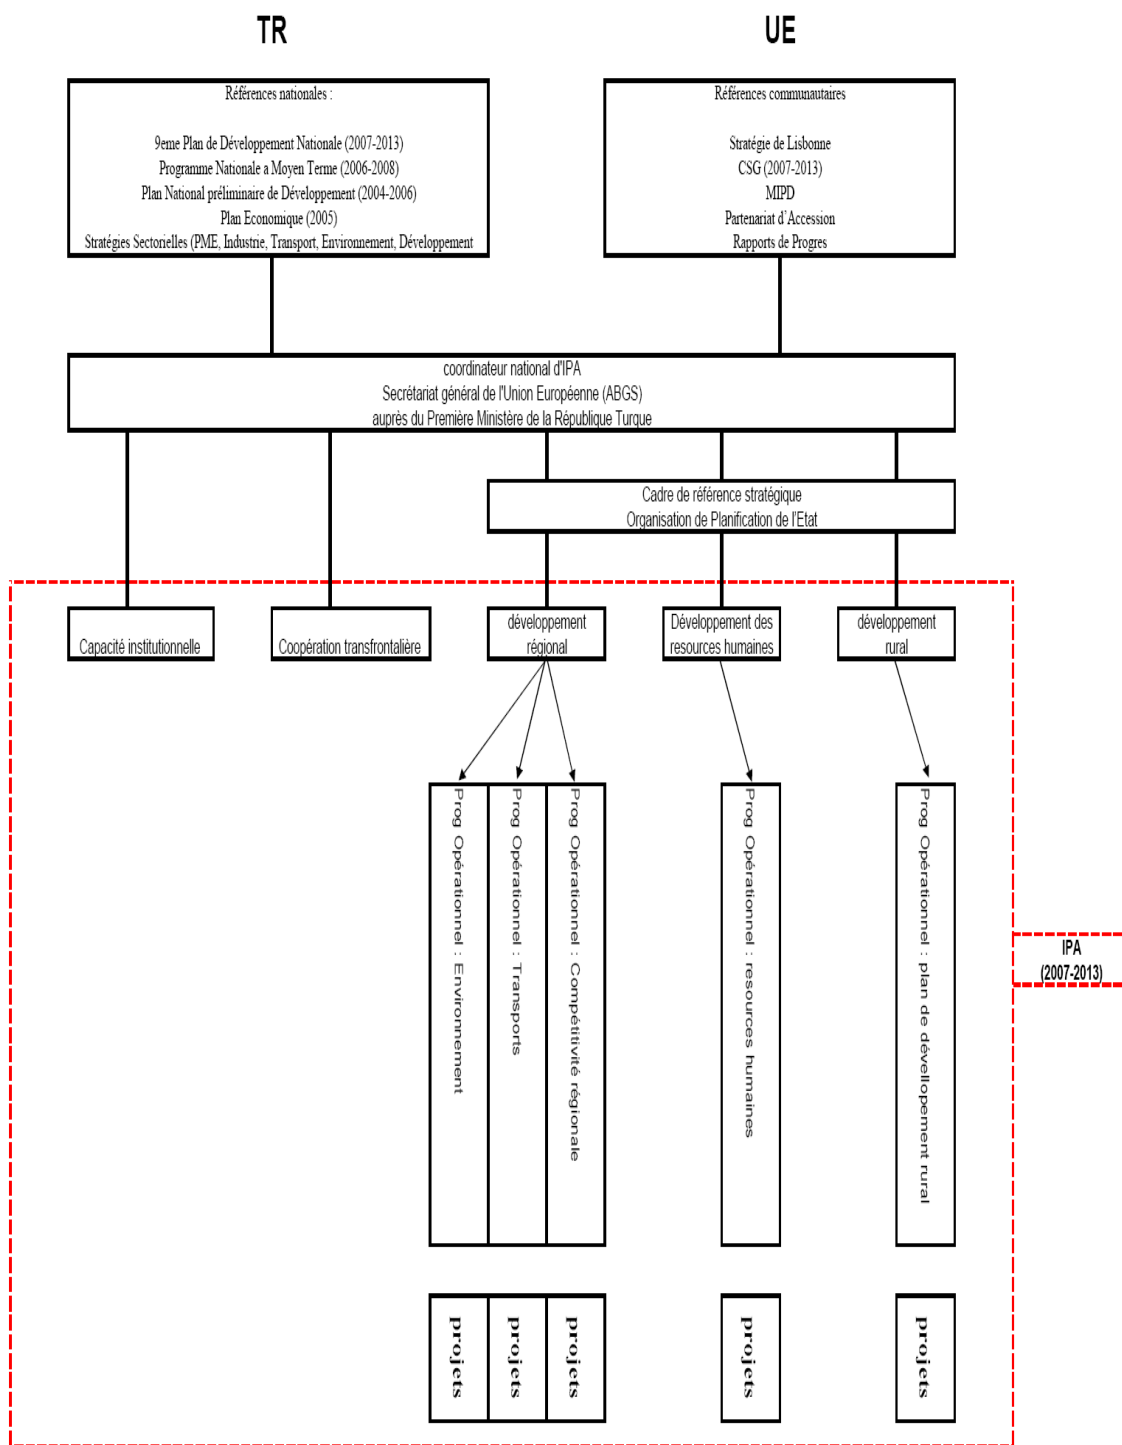 TR
UE
Références nationales :
9eme Plan de Développement Nationale (2007-2013)
Programme Nationale a Moyen Terme (2006-2008)
Plan National préliminaire de Développement (2004-2006)
Plan Economique (2005)
Stratégies Sectorielles (PME, Industrie, Transport, Environnement, Développement
Références communautaires
Stratégie de Lisbonne
CSG (2007-2013)
MIPD
Partenariat d'Accession
Rapports de Progres
coordinateur national d'IPA
Secrétariat général de l'Union Européenne (ABGS)
auprès du Première Ministère de la République Turque
Cadre de référence stratégique
Organisation de Planification de l'Etat
Capacité institutionnelle
Coopération transfrontalière
développement
régional
Développement des
resources humaines
développement
rural
Prog Opérationnel : Environnement
Prog Opérationnel : Transports
Prog Opérationnel : Compétitivité régionale
Prog Opérationnel : resources humaines
Prog Opérationnel : plan de dévellopement rural
IPA
(2007-2013)
projets
projets
projets
projets
projets